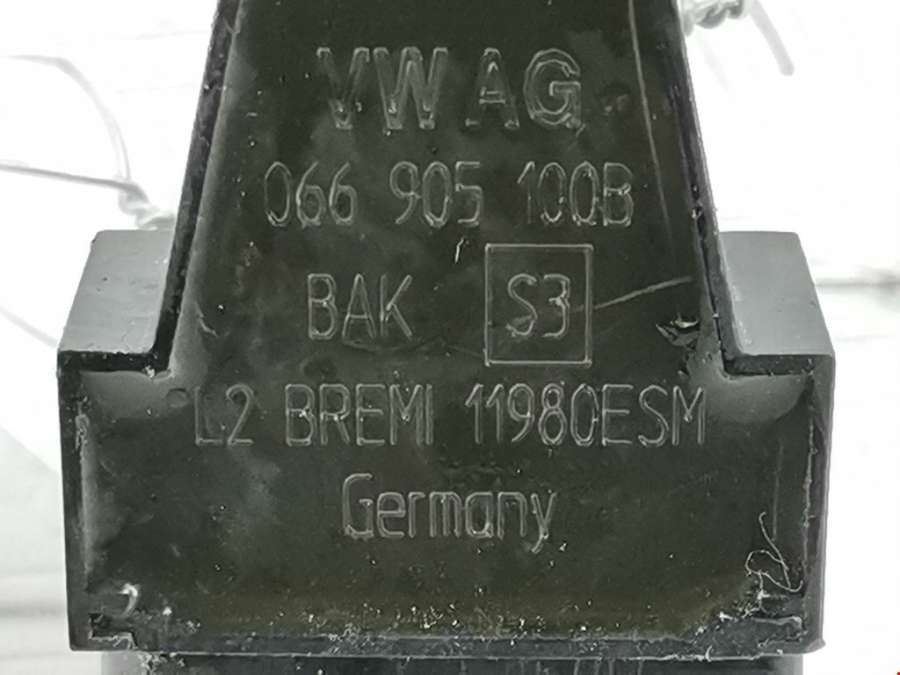 VW AG
066 905 100B
BAK S3
L2 BREMI 11980ESM
Germany